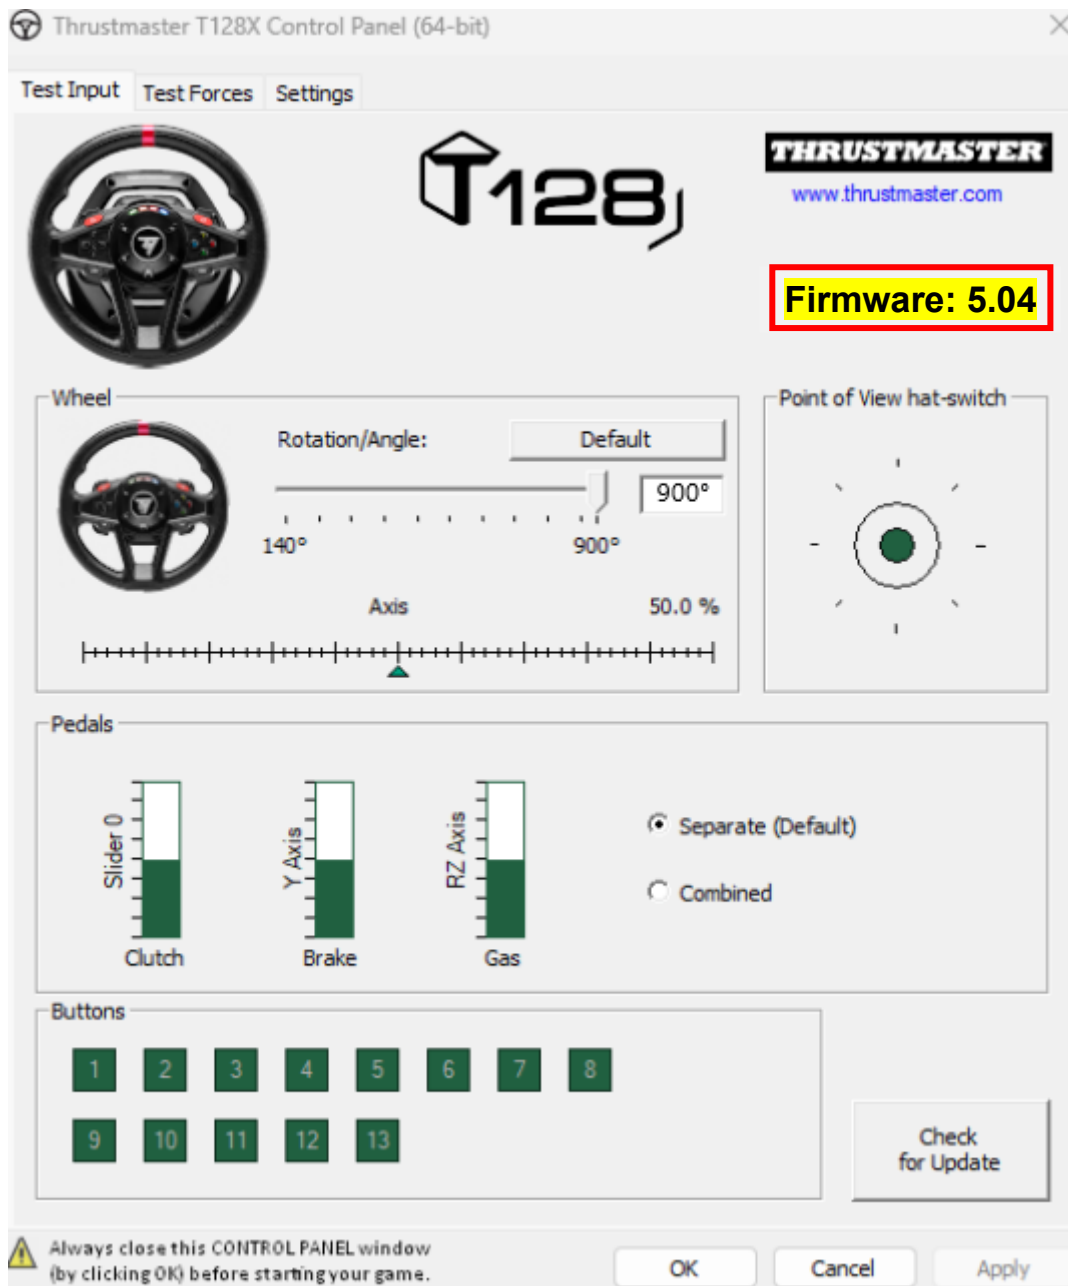 Thrustmaster T128X Control Panel (64-bit)
Test Input Test Forces Settings
T128
THRUSTMASTER
www.thrustmaster.com
Firmware: 5.04
Wheel
Rotation/Angle: Default
900°
140° 900°
Axis 50.0 %
Point of View hat-switch
Pedals
Slider 0
Clutch
Y Axis
Brake
RZ Axis
Gas
Separate (Default)
Combined
Buttons
1 2 3 4 5 6 7 8
9 10 11 12 13
Check
for Update
Always close this CONTROL PANEL window
(by clicking OK) before starting your game.
OK Cancel Apply